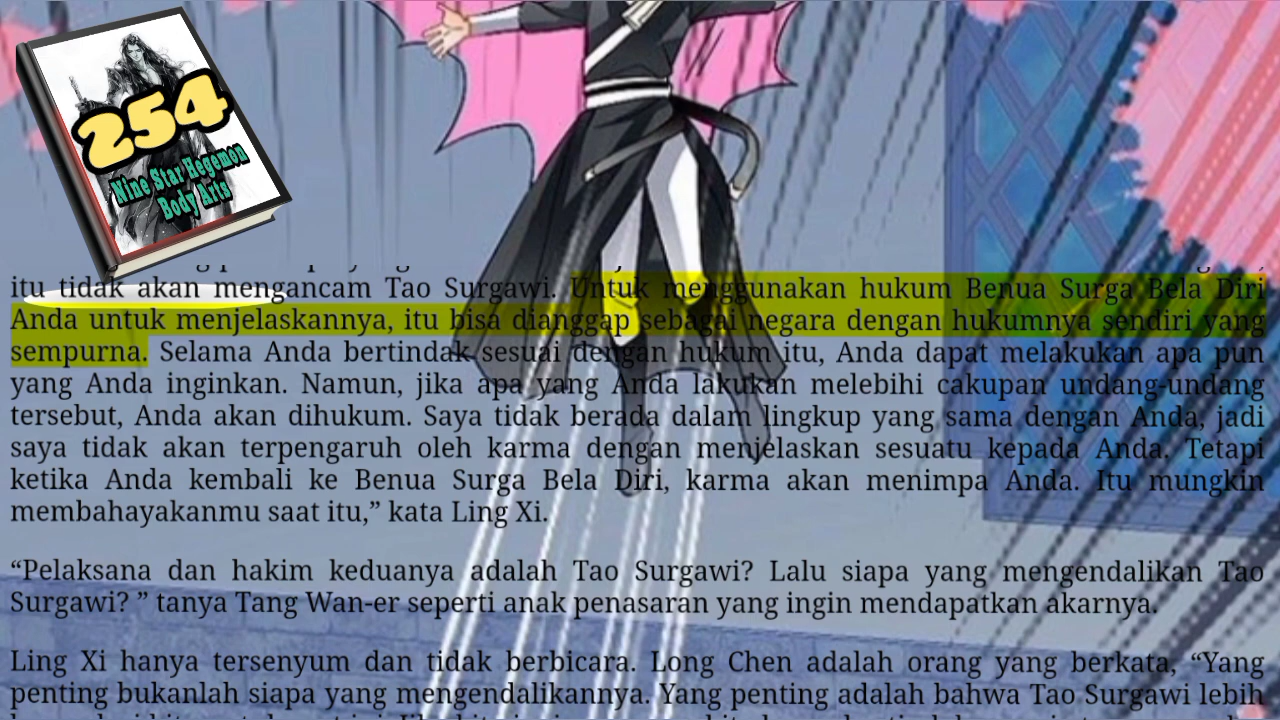 254
Nine Star Hegemon
Body Arts
itu tidak akan mengancam Tao Surgawi. Untuk menggunakan hukum Benua Surga Bela Diri
Anda untuk menjelaskannya, itu bisa dianggap sebagai negara dengan hukumnya sendiri yang
sempurna. Selama Anda bertindak sesuai dengan hukum itu, Anda dapat melakukan apa pun
yang Anda inginkan. Namun, jika apa yang Anda lakukan melebihi cakupan undang-undang
tersebut, Anda akan dihukum. Saya tidak berada dalam lingkup yang sama dengan Anda, jadi
saya tidak akan terpengaruh oleh karma dengan menjelaskan sesuatu kepada Anda. Tetapi
ketika Anda kembali ke Benua Surga Bela Diri, karma akan menimpa Anda. Itu mungkin
membahayakanmu saat itu,” kata Ling Xi.
“Pelaksana dan hakim keduanya adalah Tao Surgawi? Lalu siapa yang mengendalikan Tao
Surgawi? ” tanya Tang Wan-er seperti anak penasaran yang ingin mendapatkan akarnya.
Ling Xi hanya tersenyum dan tidak berbicara. Long Chen adalah orang yang berkata, “Yang
penting bukanlah siapa yang mengendalikannya. Yang penting adalah bahwa Tao Surgawi lebih